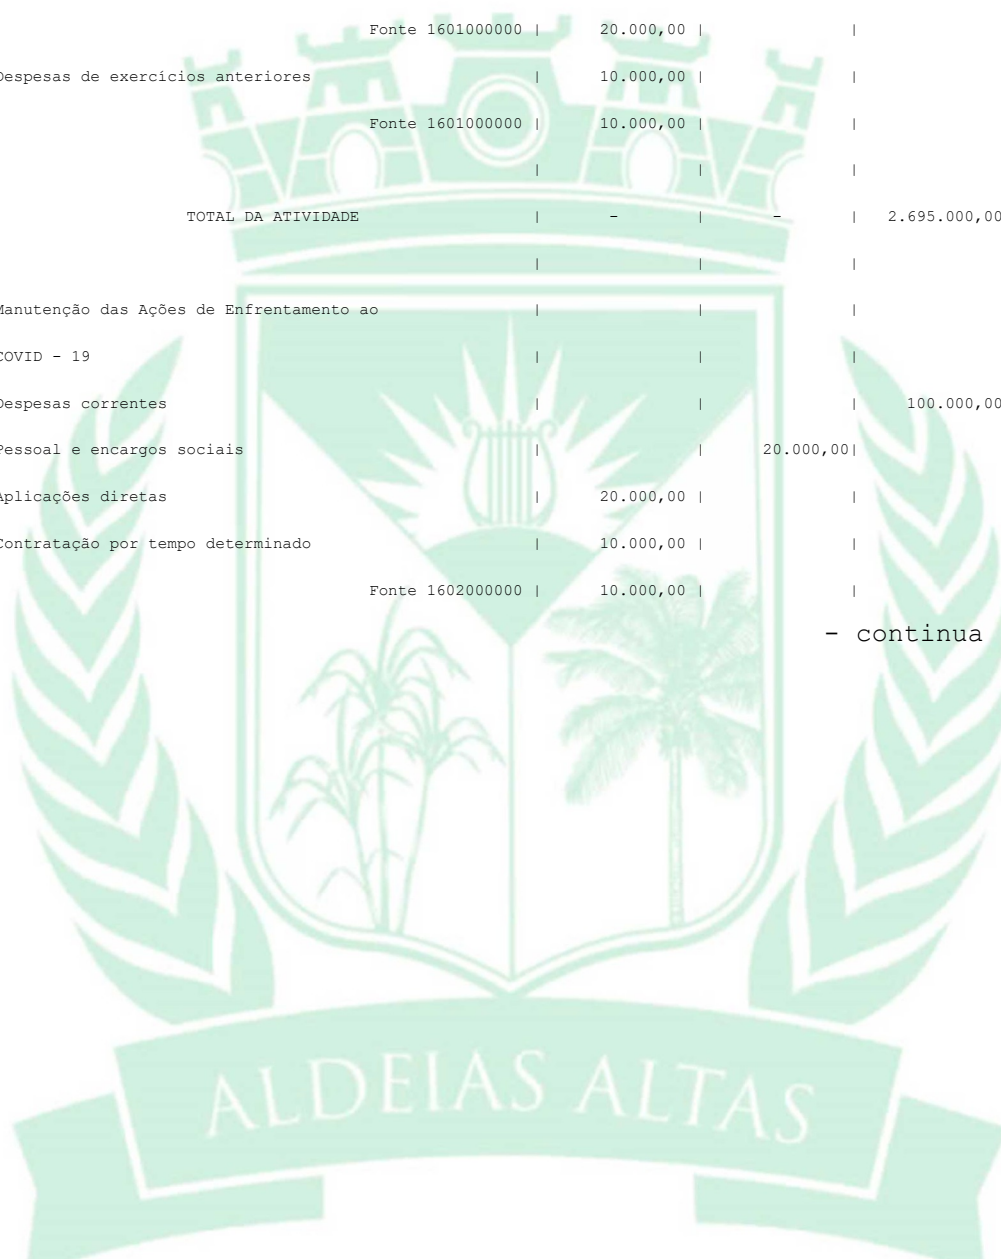 Fonte 1601000000 | 20.000,00 | |
Despesas de exercícios anteriores | 10.000,00 | |
Fonte 1601000000 | 10.000,00 | |
| | |
TOTAL DA ATIVIDADE | - | - | 2.695.000,00
| | |
Manutenção das Ações de Enfrentamento ao | | |
COVID - 19 | | |
Despesas correntes | | | 100.000,00
Pessoal e encargos sociais | | 20.000,00|
Aplicações diretas | 20.000,00 | |
Contratação por tempo determinado | 10.000,00 | |
Fonte 1602000000 | 10.000,00 | |
- continua
ALDEIAS ALTAS